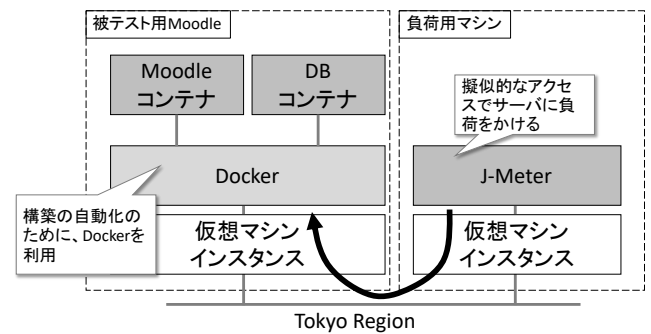 被テスト用Moodle
負荷用マシン
Moodle
コンテナ
DB
コンテナ
擬似的なアクセ
スでサーバに負
荷をかける
Docker
J-Meter
構築の自動化の
ために、Dockerを
利用
仮想マシン
インスタンス
仮想マシン
インスタンス
Tokyo Region